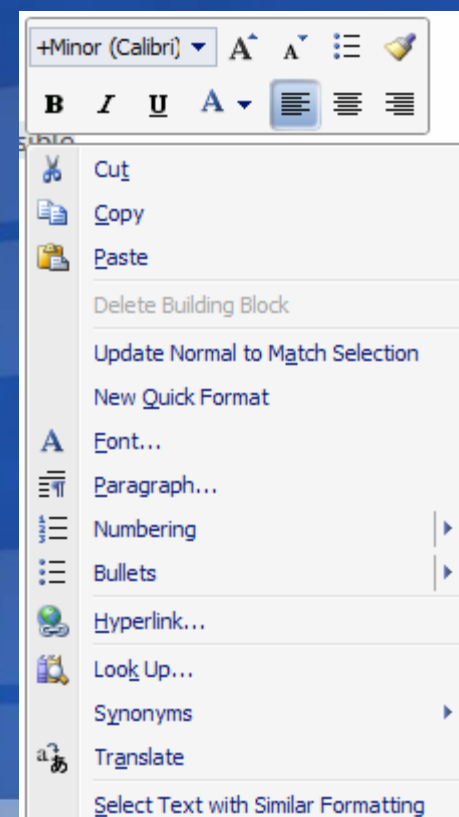 +Minor (Calibri)
B I U A
sible
Cut
Copy
Paste
Delete Building Block
Update Normal to Match Selection
New Quick Format
Font...
Paragraph...
Numbering
Bullets
Hyperlink...
Look Up...
Synonyms
Translate
Select Text with Similar Formatting